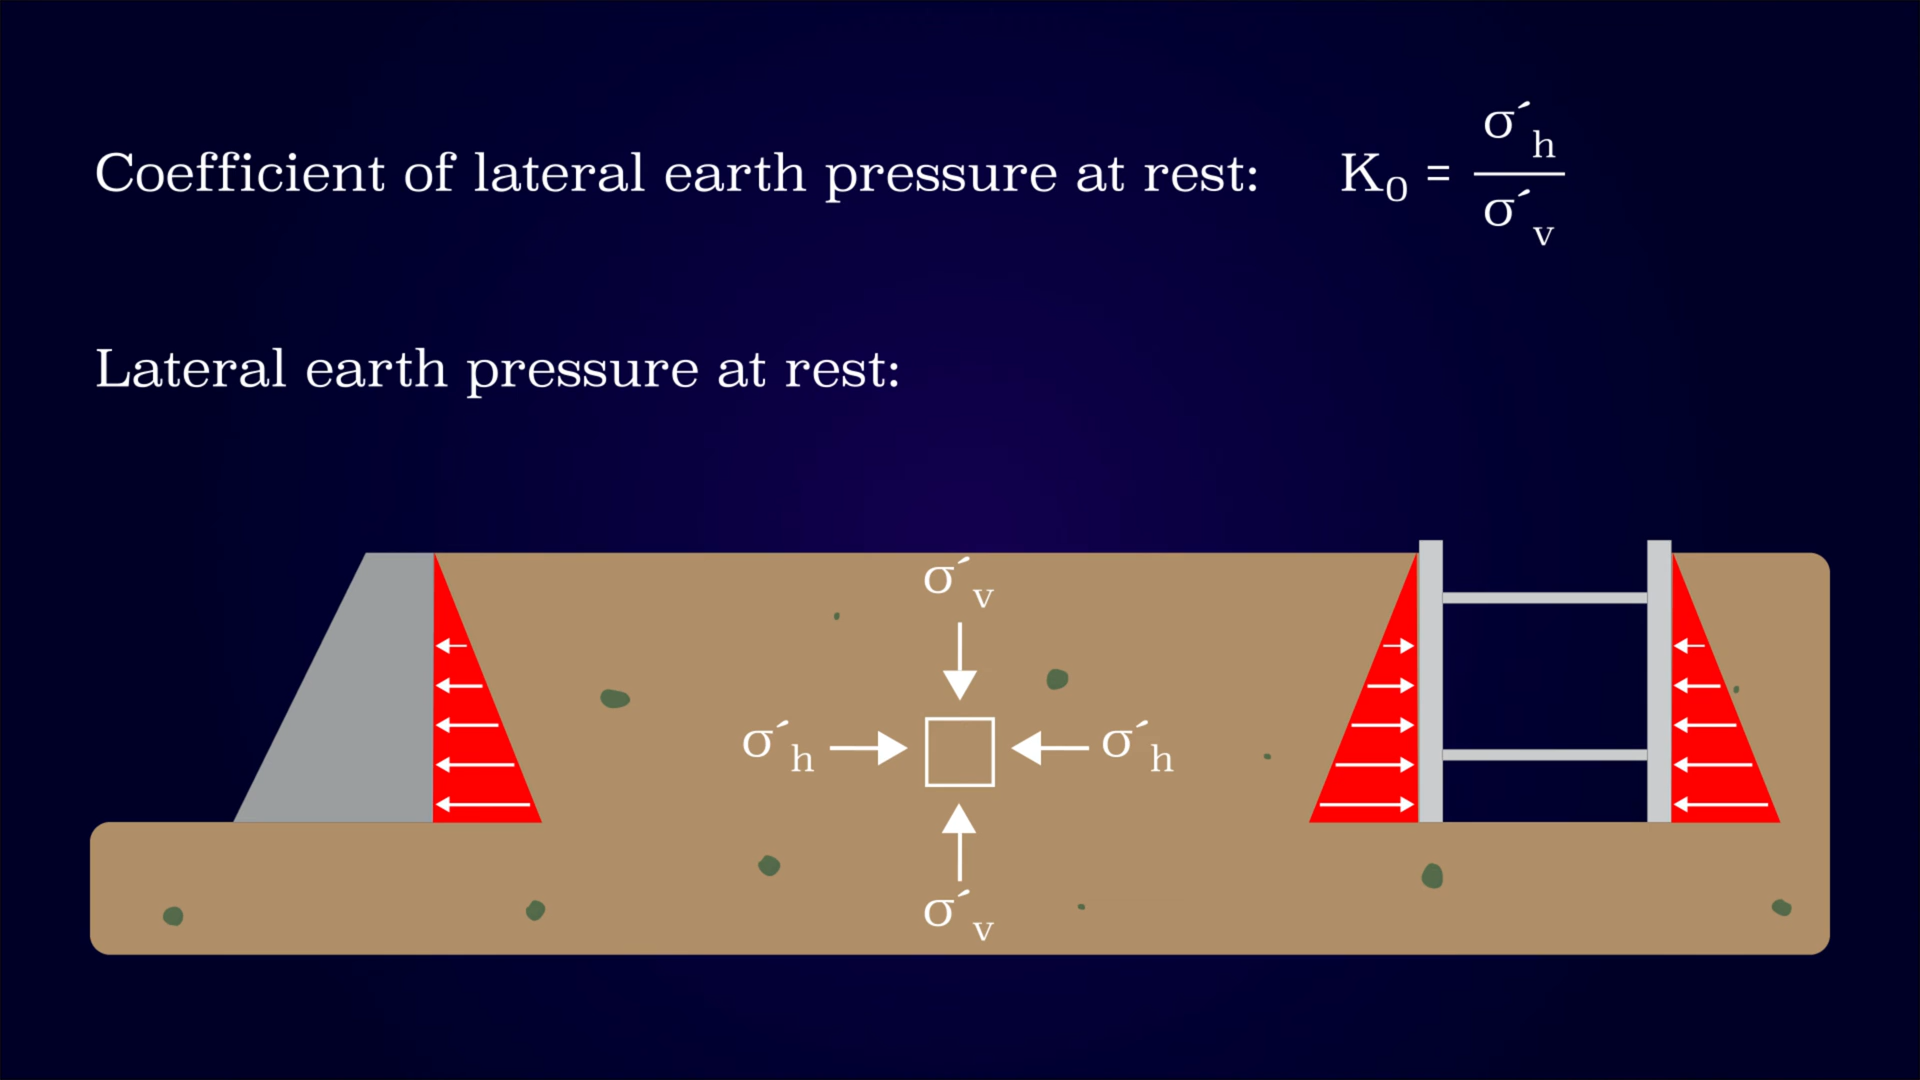 Coefficient of lateral earth pressure at rest: K₀ = σ´h / σ´v
Lateral earth pressure at rest:
σ´v
σ´h σ´h
σ´v